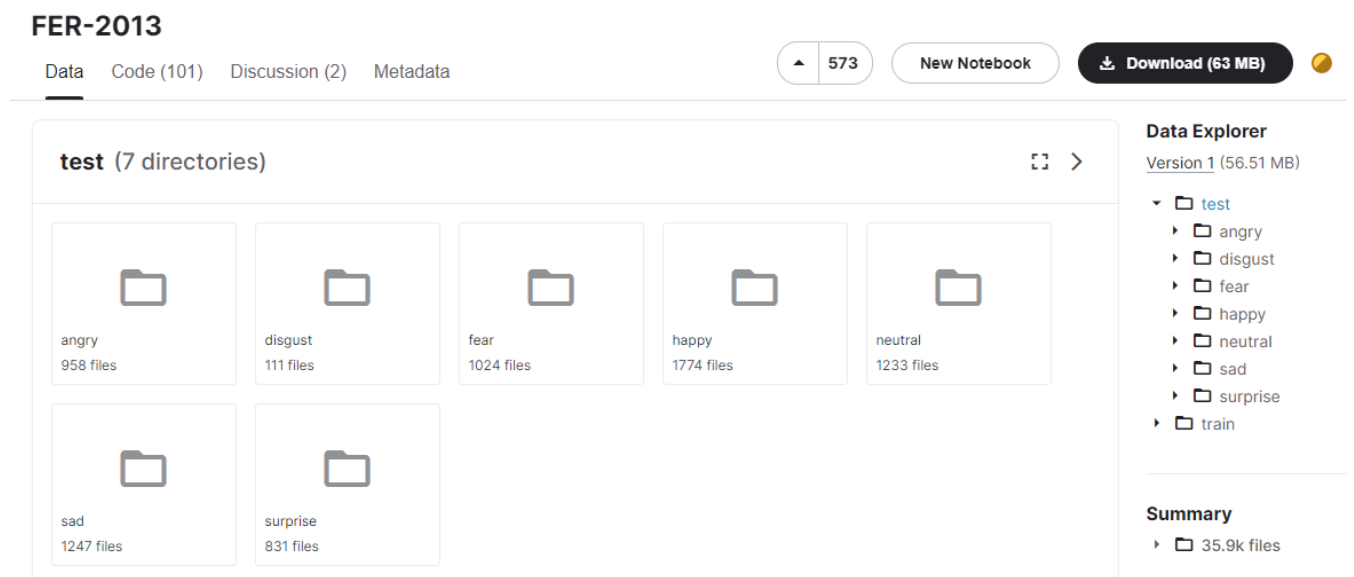 FER-2013
Data Code (101) Discussion (2) Metadata
573 New Notebook Download (63 MB)
test (7 directories)
angry
958 files
disgust
111 files
fear
1024 files
happy
1774 files
neutral
1233 files
sad
1247 files
surprise
831 files
Data Explorer
Version 1 (56.51 MB)
test
angry
disgust
fear
happy
neutral
sad
surprise
train
Summary
35.9k files